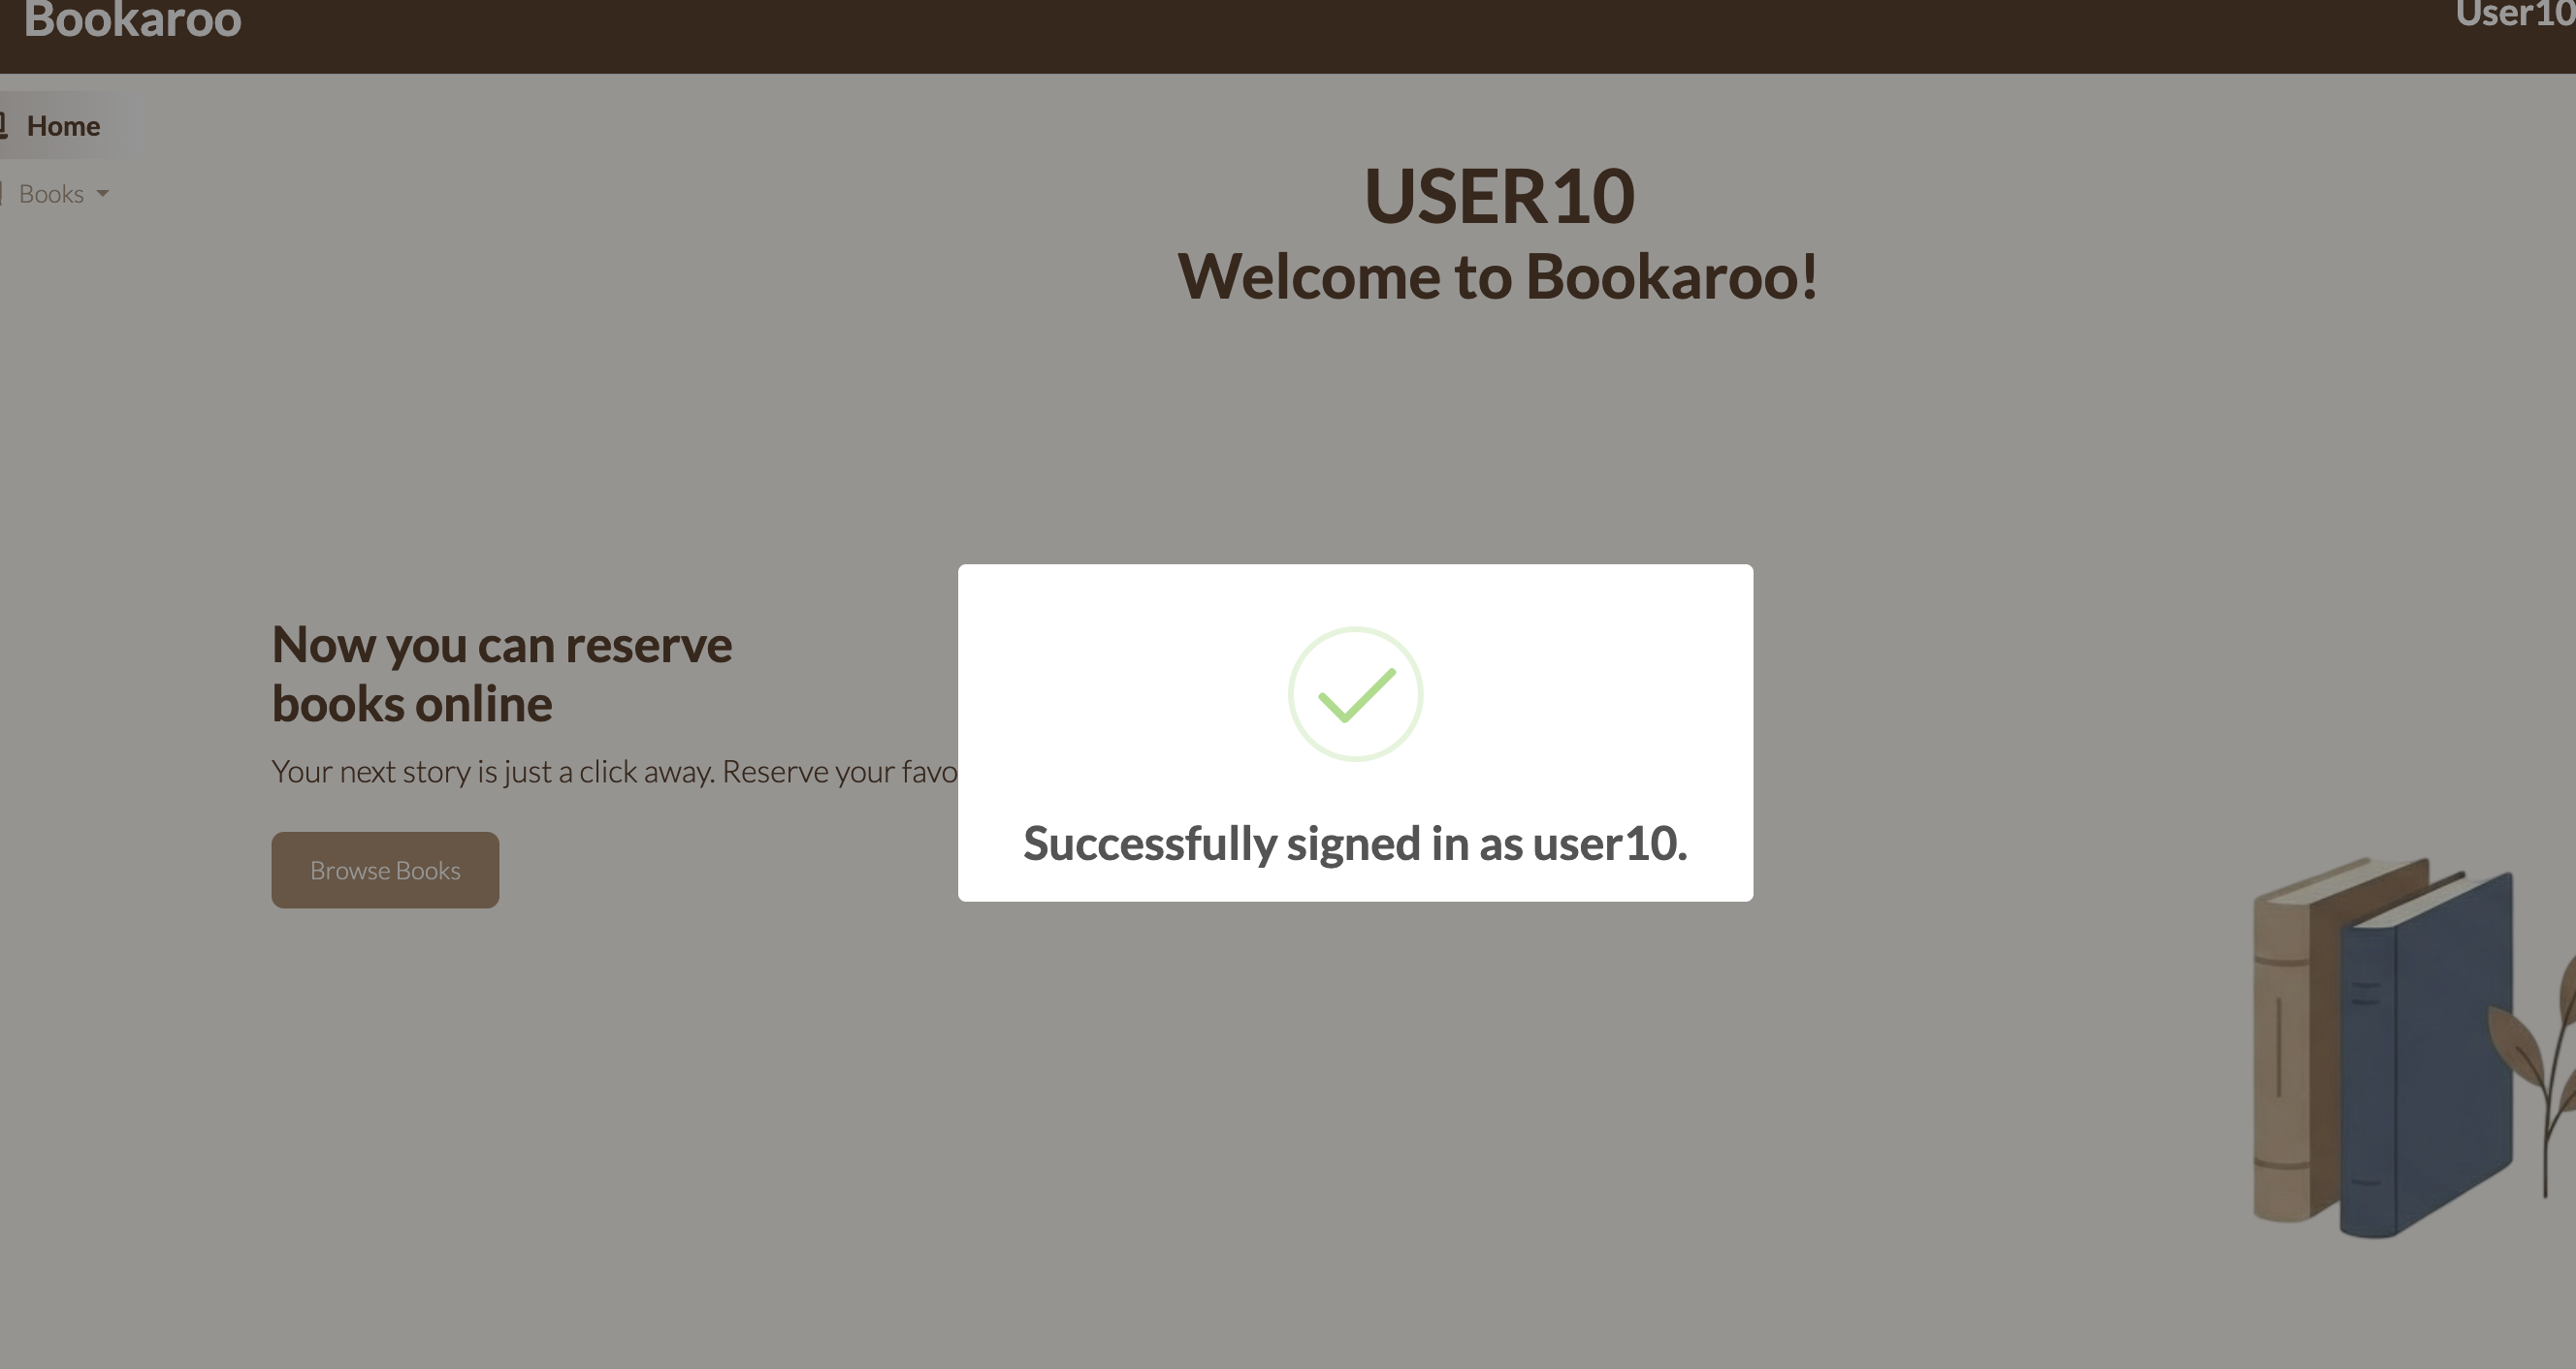 Bookaroo
User10
Home
Books
USER10
Welcome to Bookaroo!
Now you can reserve
books online
Your next story is just a click away. Reserve your favo
Browse Books
Successfully signed in as user10.